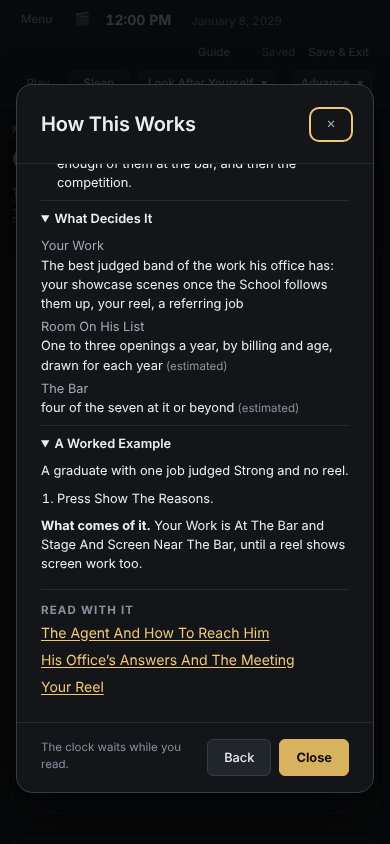 Menu 🎬 12:00 PM January 8, 2029
Guide Saved Save & Exit
Play Sleep Look After Yourself ▾ Advance ▾
How This Works ×
enough of them at the bar, and then the
competition.
▼ What Decides It
Your Work
The best judged band of the work his office has:
your showcase scenes once the School follows
them up, your reel, a referring job
Room On His List
One to three openings a year, by billing and age,
drawn for each year (estimated)
The Bar
four of the seven at it or beyond (estimated)
▼ A Worked Example
A graduate with one job judged Strong and no reel.
1. Press Show The Reasons.
What comes of it. Your Work is At The Bar and
Stage And Screen Near The Bar, until a reel shows
screen work too.
READ WITH IT
The Agent And How To Reach Him
His Office's Answers And The Meeting
Your Reel
The clock waits while you
read.
Back Close